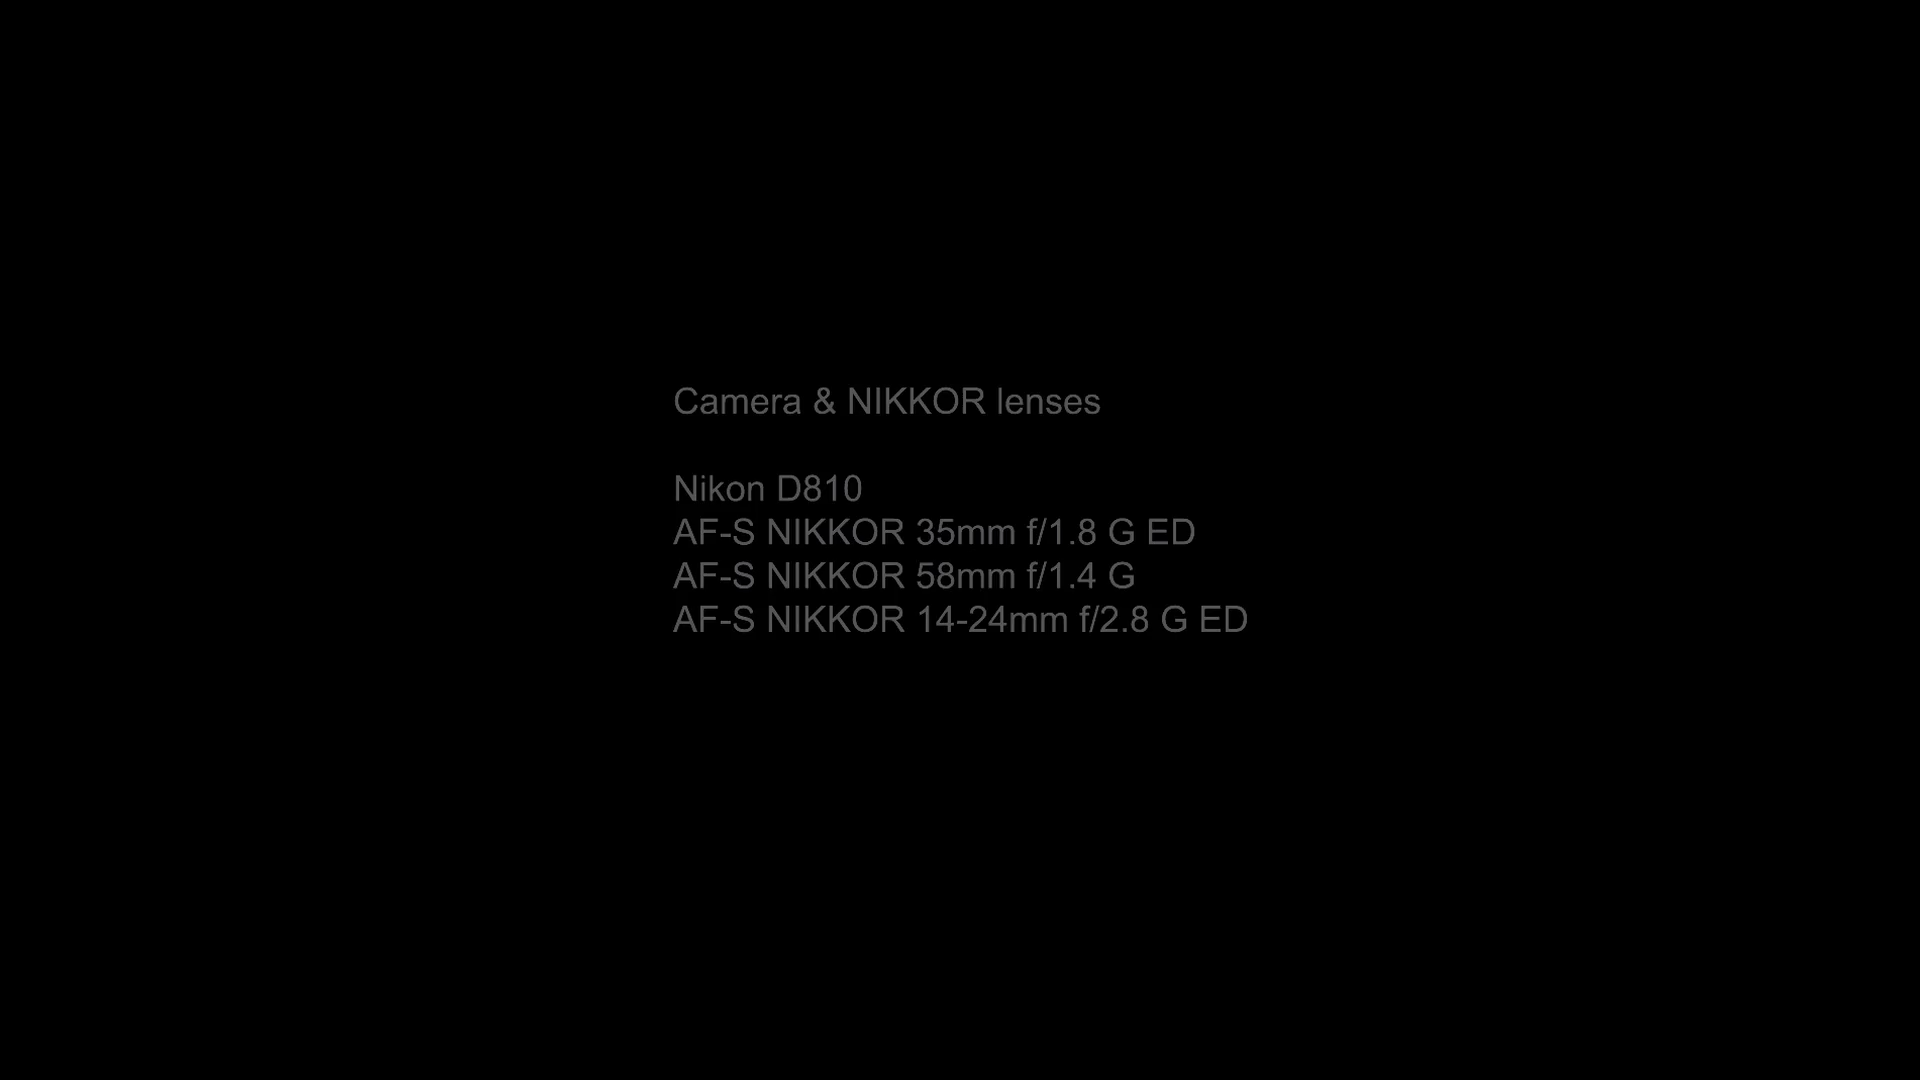 Camera & NIKKOR lenses
Nikon D810
AF-S NIKKOR 35mm f/1.8 G ED
AF-S NIKKOR 58mm f/1.4 G
AF-S NIKKOR 14-24mm f/2.8 G ED